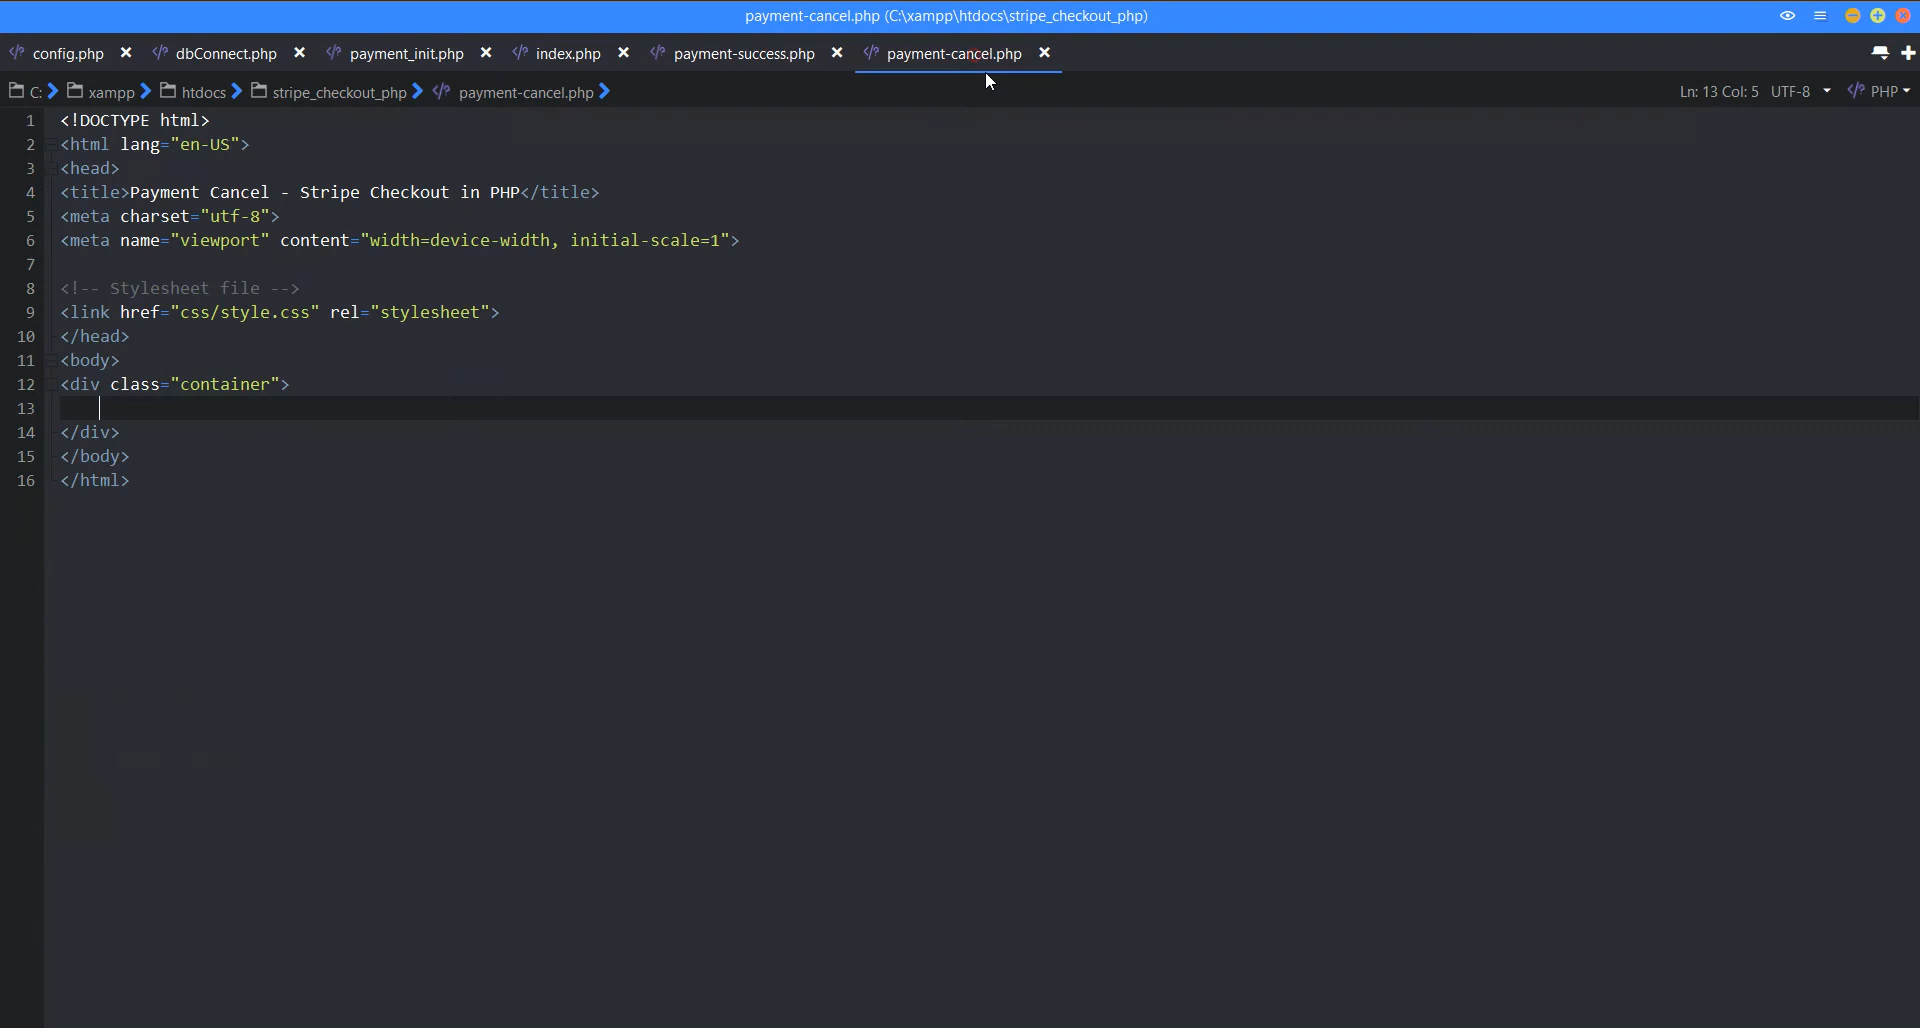 payment-cancel.php (C:\xampp\htdocs\stripe_checkout_php)
config.php dbConnect.php payment_init.php index.php payment-success.php payment-cancel.php
C: xampp htdocs stripe_checkout_php payment-cancel.php Ln: 13 Col: 5 UTF-8 PHP
1 <!DOCTYPE html>
2 <html lang="en-US">
3 <head>
4 <title>Payment Cancel - Stripe Checkout in PHP</title>
5 <meta charset="utf-8">
6 <meta name="viewport" content="width=device-width, initial-scale=1">
7
8 <!-- Stylesheet file -->
9 <link href="css/style.css" rel="stylesheet">
10 </head>
11 <body>
12 <div class="container">
13
14 </div>
15 </body>
16 </html>